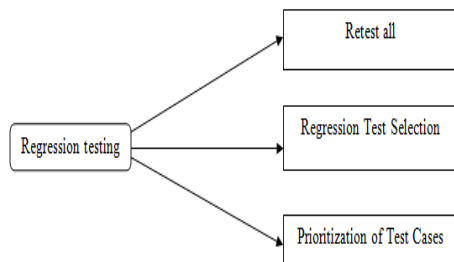 Retest all
Regression testing
Regression Test Selection
Prioritization of Test Cases